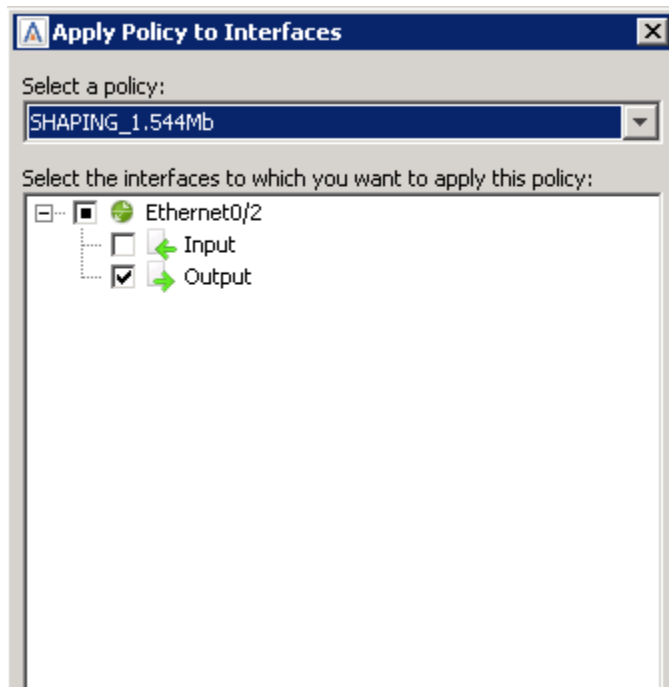 Apply Policy to Interfaces
Select a policy:
SHAPING_1.544Mb
Select the interfaces to which you want to apply this policy:
Ethernet0/2
Input
Output